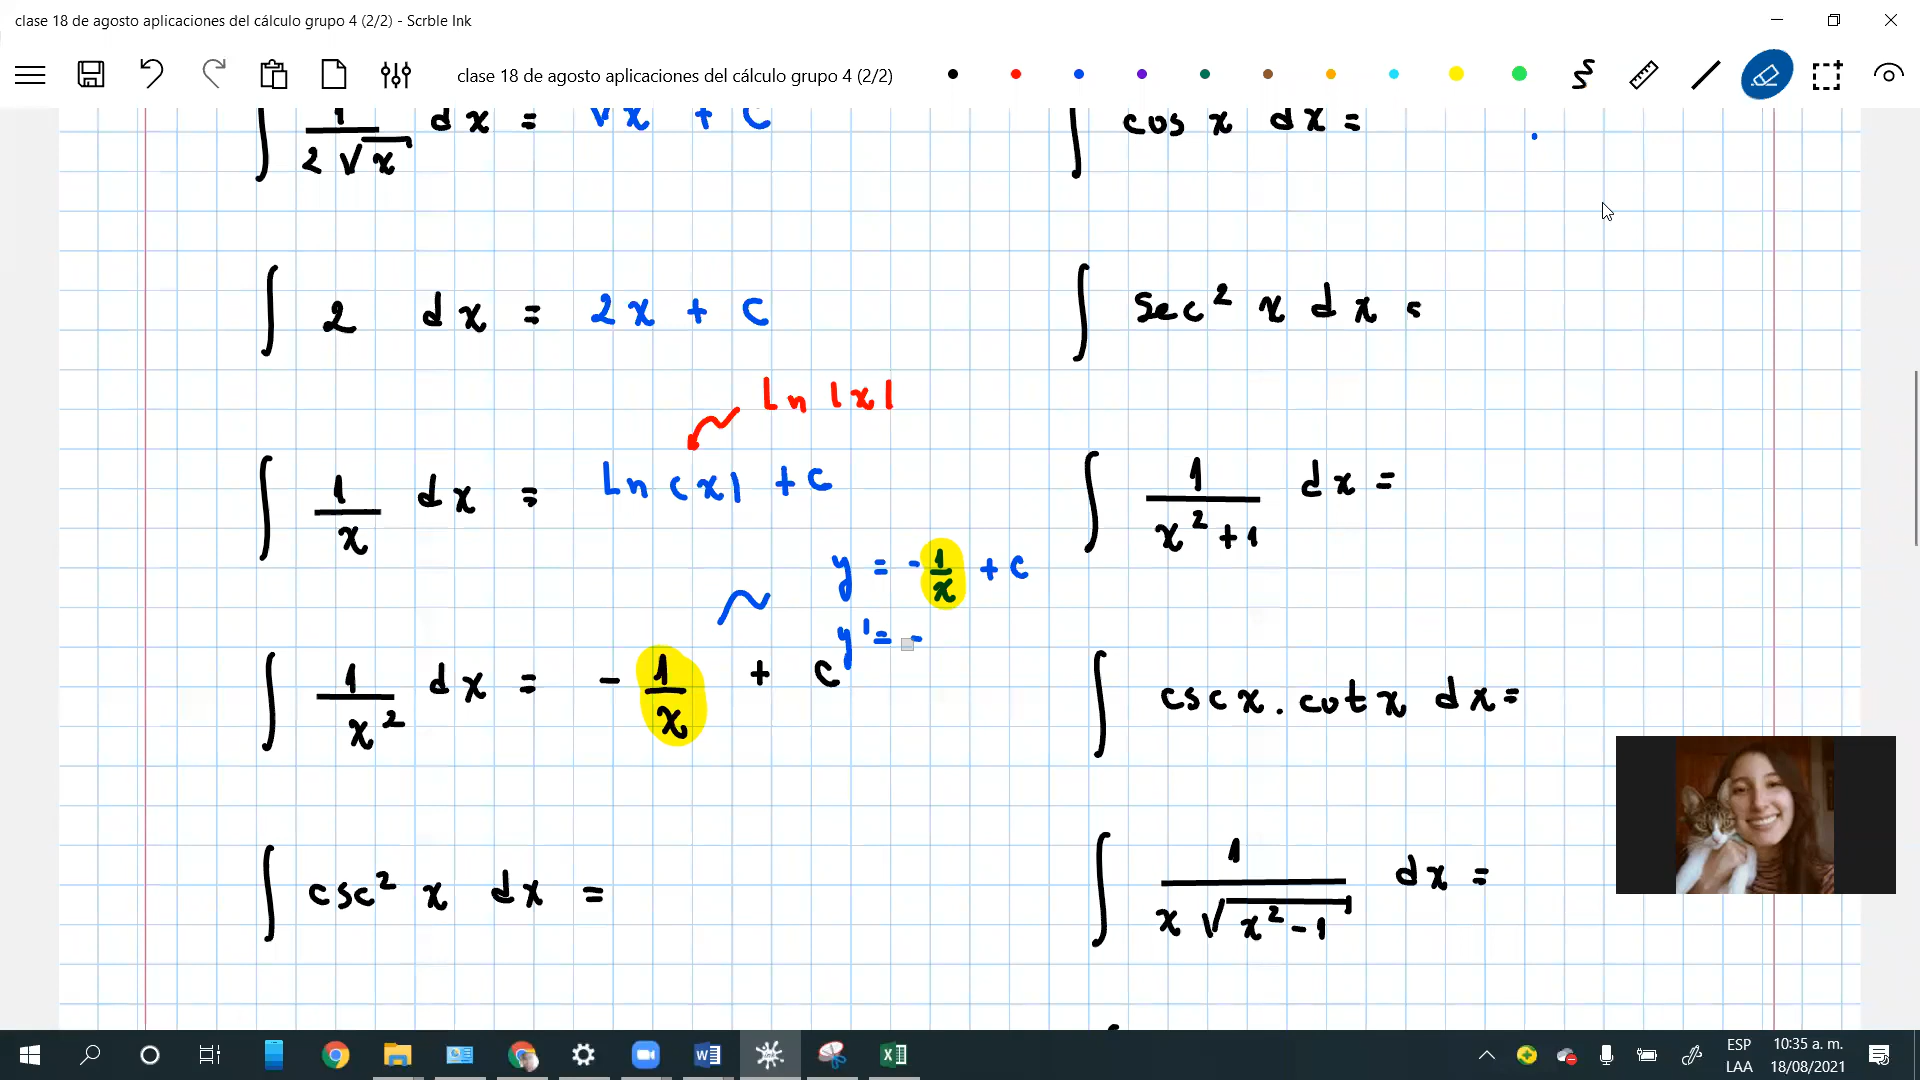 clase 18 de agosto aplicaciones del cálculo grupo 4 (2/2) - Scrble Ink
clase 18 de agosto aplicaciones del cálculo grupo 4 (2/2)
∫ 1/(2√x) dx = √x + C
∫ 2 dx = 2x + C
Ln |x|
∫ 1/x dx = Ln (x) + C
y = -1/x + C
y' = -
∫ 1/x² dx = - 1/x + C
∫ csc² x dx =
∫ cos x dx =
∫ sec² x dx =
∫ 1/(x²+1) dx =
∫ csc x . cot x dx =
∫ 1/(x√(x²-1)) dx =
ESP
LAA
10:35 a. m.
18/08/2021